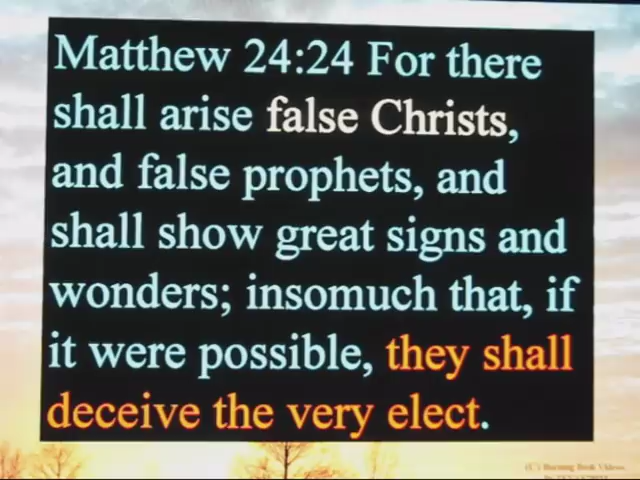 Matthew 24:24 For there
shall arise false Christs,
and false prophets, and
shall show great signs and
wonders; insomuch that, if
it were possible, they shall
deceive the very elect.